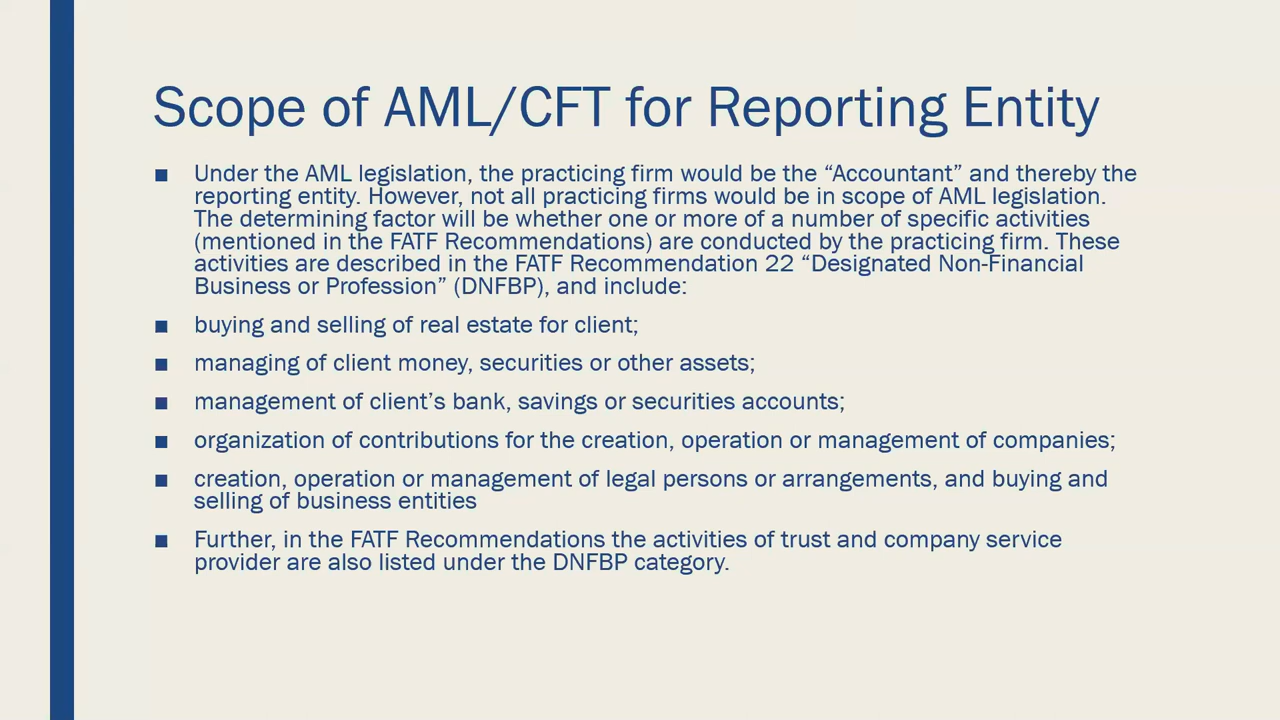 Scope of AML/CFT for Reporting Entity
■ Under the AML legislation, the practicing firm would be the “Accountant” and thereby the
reporting entity. However, not all practicing firms would be in scope of AML legislation.
The determining factor will be whether one or more of a number of specific activities
(mentioned in the FATF Recommendations) are conducted by the practicing firm. These
activities are described in the FATF Recommendation 22 “Designated Non-Financial
Business or Profession” (DNFBP), and include:
■ buying and selling of real estate for client;
■ managing of client money, securities or other assets;
■ management of client’s bank, savings or securities accounts;
■ organization of contributions for the creation, operation or management of companies;
■ creation, operation or management of legal persons or arrangements, and buying and
selling of business entities
■ Further, in the FATF Recommendations the activities of trust and company service
provider are also listed under the DNFBP category.